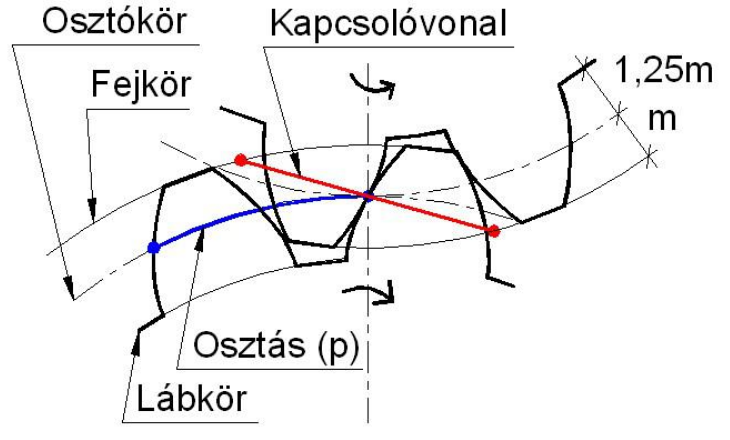 Osztókör
Kapcsolóvonal
Fejkör
1,25m
m
Osztás (p)
Lábkör